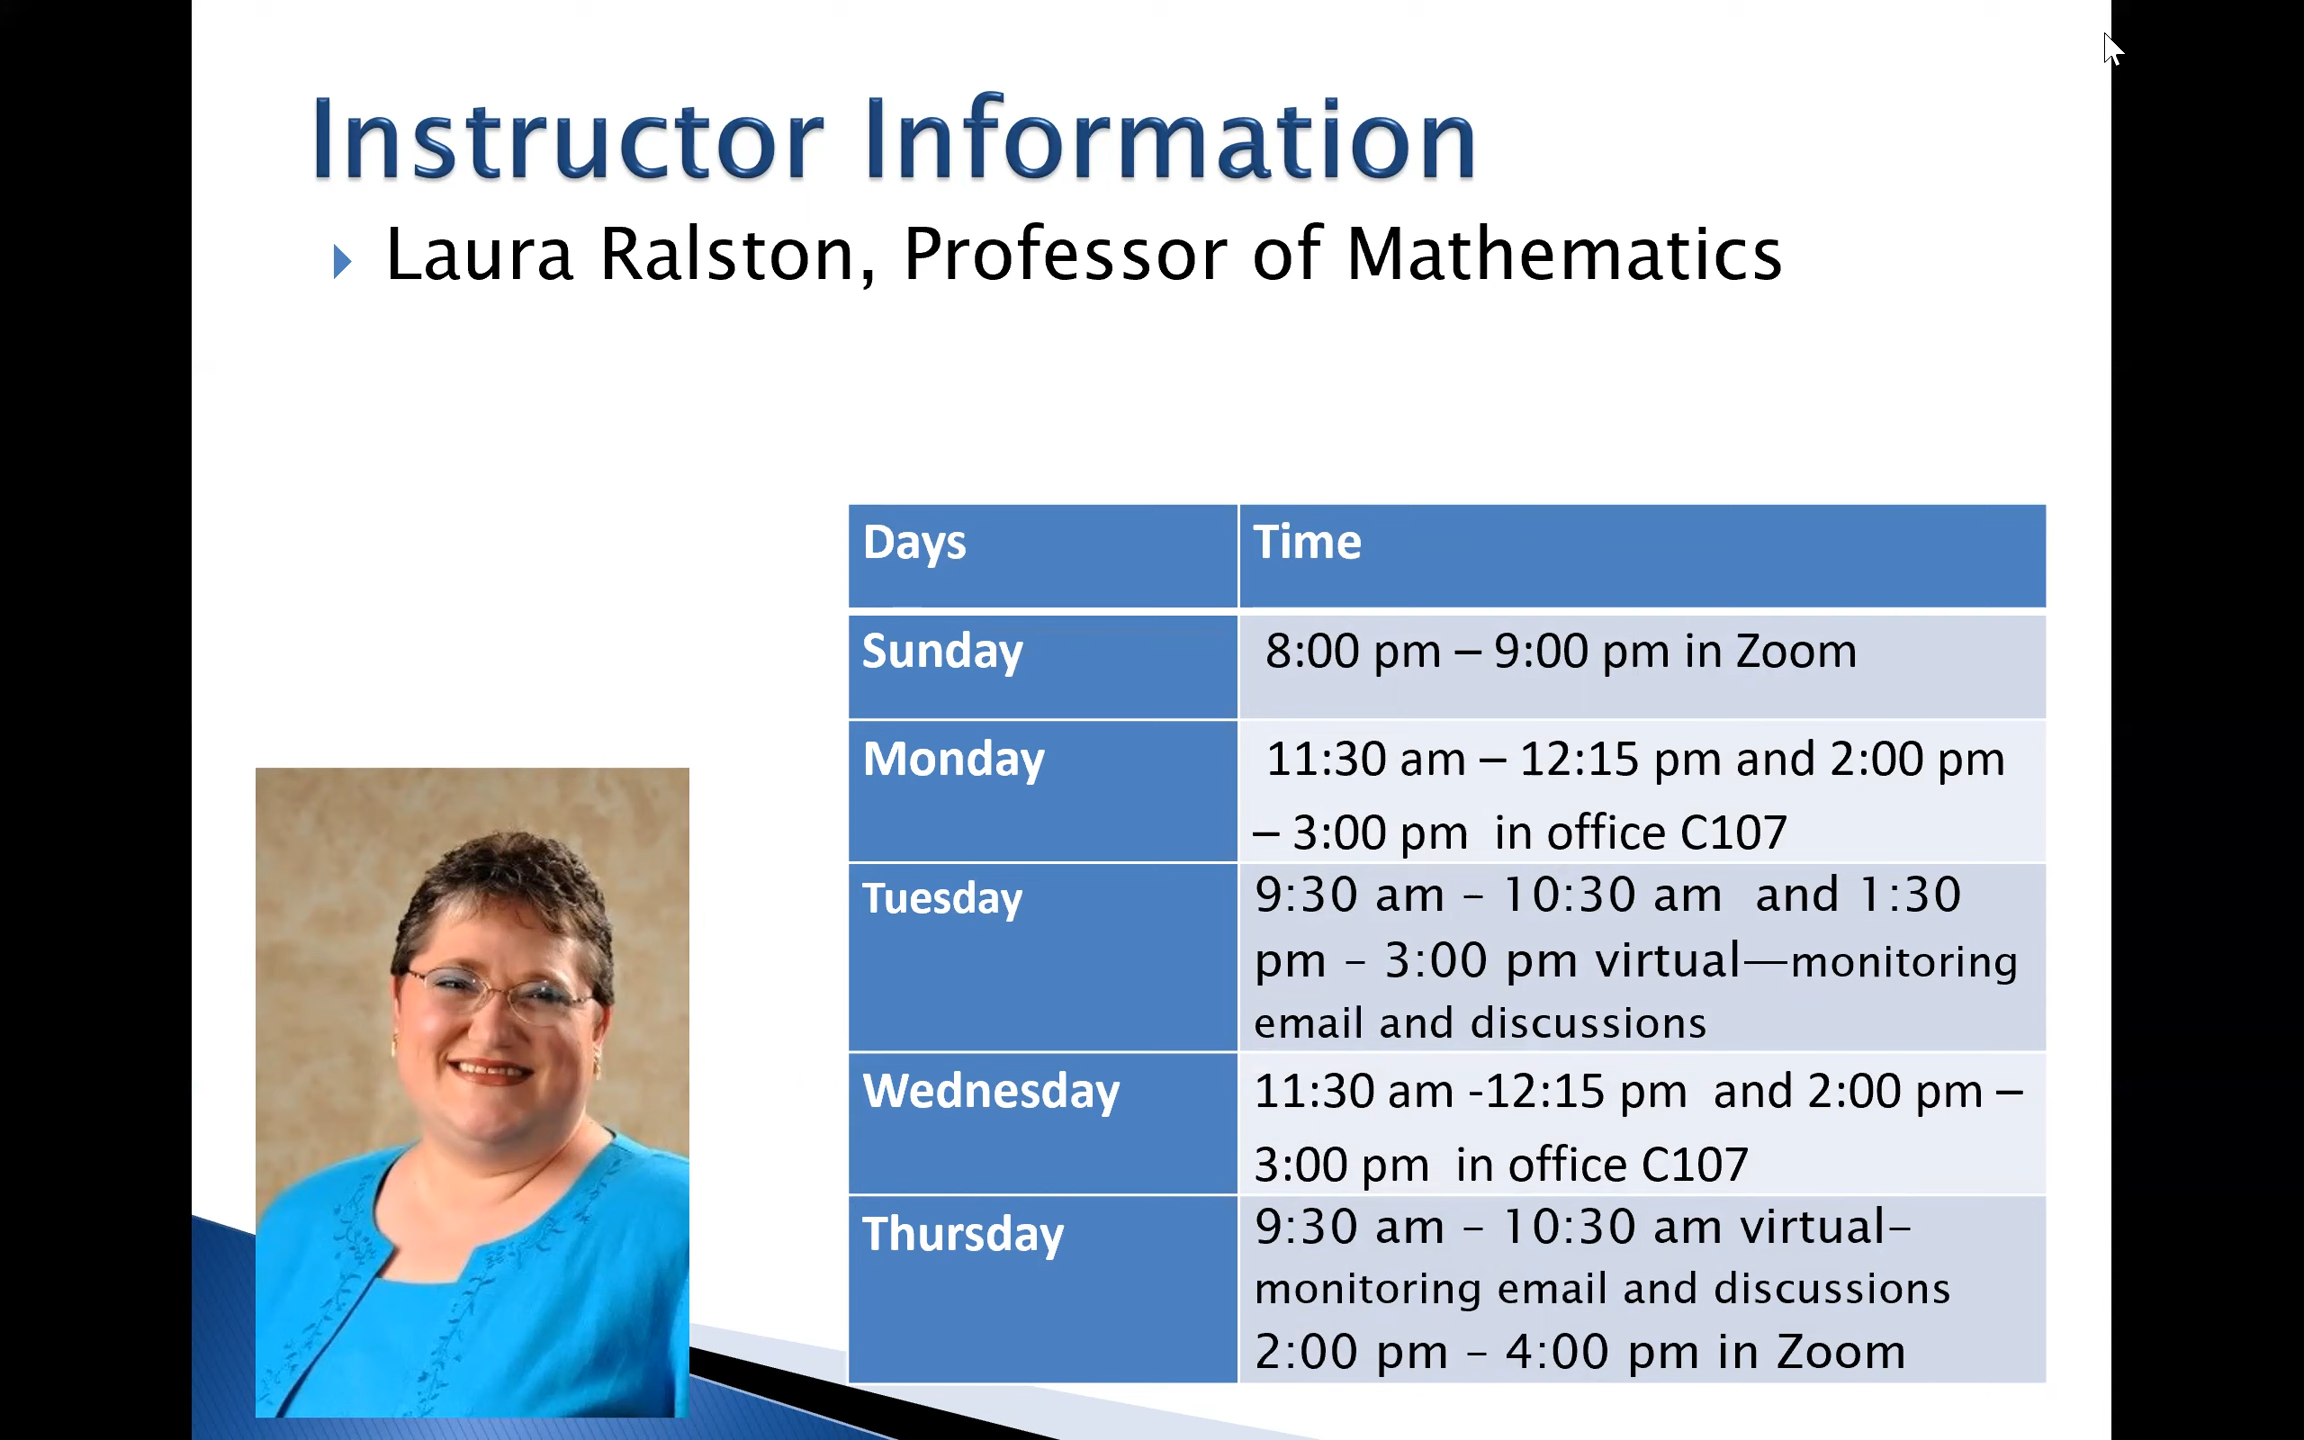 Instructor Information
Laura Ralston, Professor of Mathematics
Days
Time
Sunday
8:00 pm – 9:00 pm in Zoom
Monday
11:30 am – 12:15 pm and 2:00 pm
– 3:00 pm  in office C107
Tuesday
9:30 am – 10:30 am  and 1:30
pm – 3:00 pm virtual—monitoring
email and discussions
Wednesday
11:30 am -12:15 pm  and 2:00 pm –
3:00 pm  in office C107
Thursday
9:30 am – 10:30 am virtual–
monitoring email and discussions
2:00 pm – 4:00 pm in Zoom